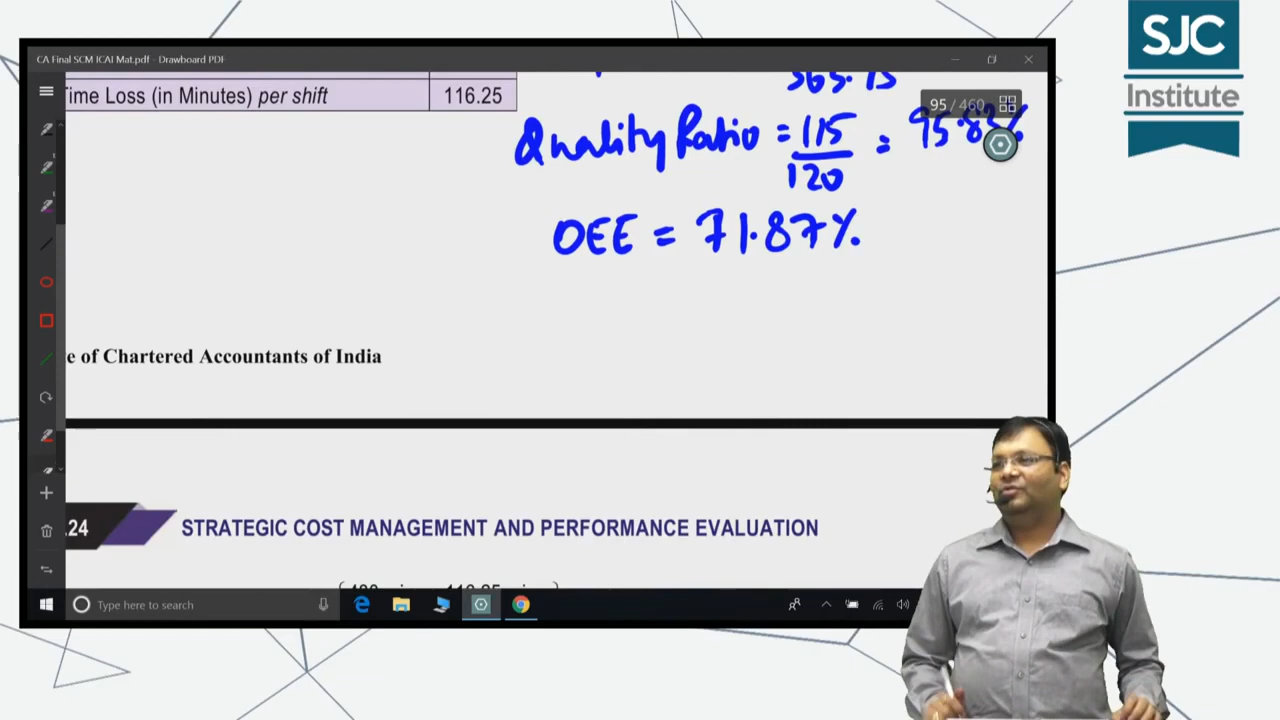 SJC
Institute
CA Final SCM ICAI Mat.pdf - Drawboard PDF
Time Loss (in Minutes) per shift 116.25
95 / 460
Quality Ratio = 115/120 = 95.83%
OEE = 71.87%
e of Chartered Accountants of India
.24 STRATEGIC COST MANAGEMENT AND PERFORMANCE EVALUATION
Type here to search